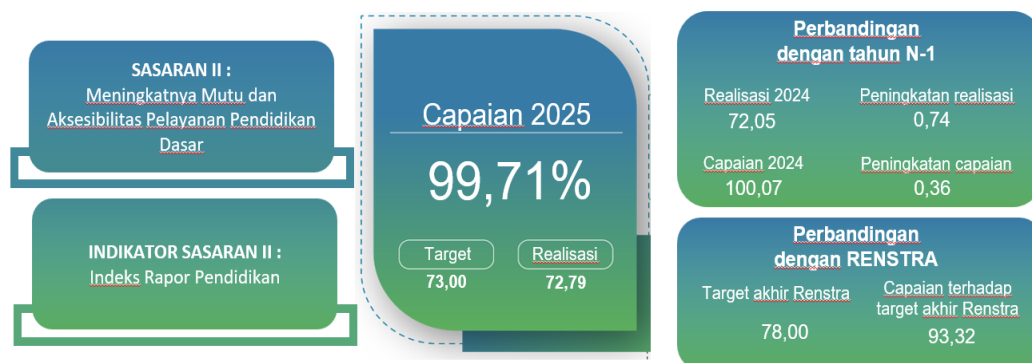 SASARAN II :
Meningkatnya Mutu dan
Aksesibilitas Pelayanan Pendidikan
Dasar
INDIKATOR SASARAN II :
Indeks Rapor Pendidikan
Capaian 2025
99,71%
Target
Realisasi
73,00
72,79
Perbandingan
dengan tahun N-1
Realisasi 2024
Peningkatan realisasi
72,05
0,74
Capaian 2024
Peningkatan capaian
100,07
0,36
Perbandingan
dengan RENSTRA
Target akhir Renstra
Capaian terhadap
target akhir Renstra
78,00
93,32